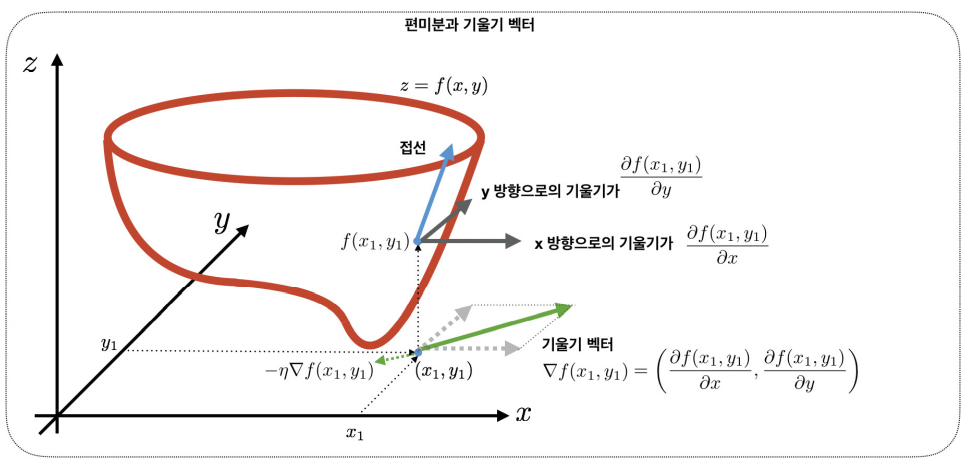 편미분과 기울기 벡터
z
z = f(x, y)
접선
y 방향으로의 기울기가 ∂f(x₁, y₁)/∂y
y
f(x₁, y₁)
x 방향으로의 기울기가 ∂f(x₁, y₁)/∂x
y₁
기울기 벡터
−η∇f(x₁, y₁)
(x₁, y₁)
∇f(x₁, y₁) = (∂f(x₁, y₁)/∂x, ∂f(x₁, y₁)/∂y)
x
x₁